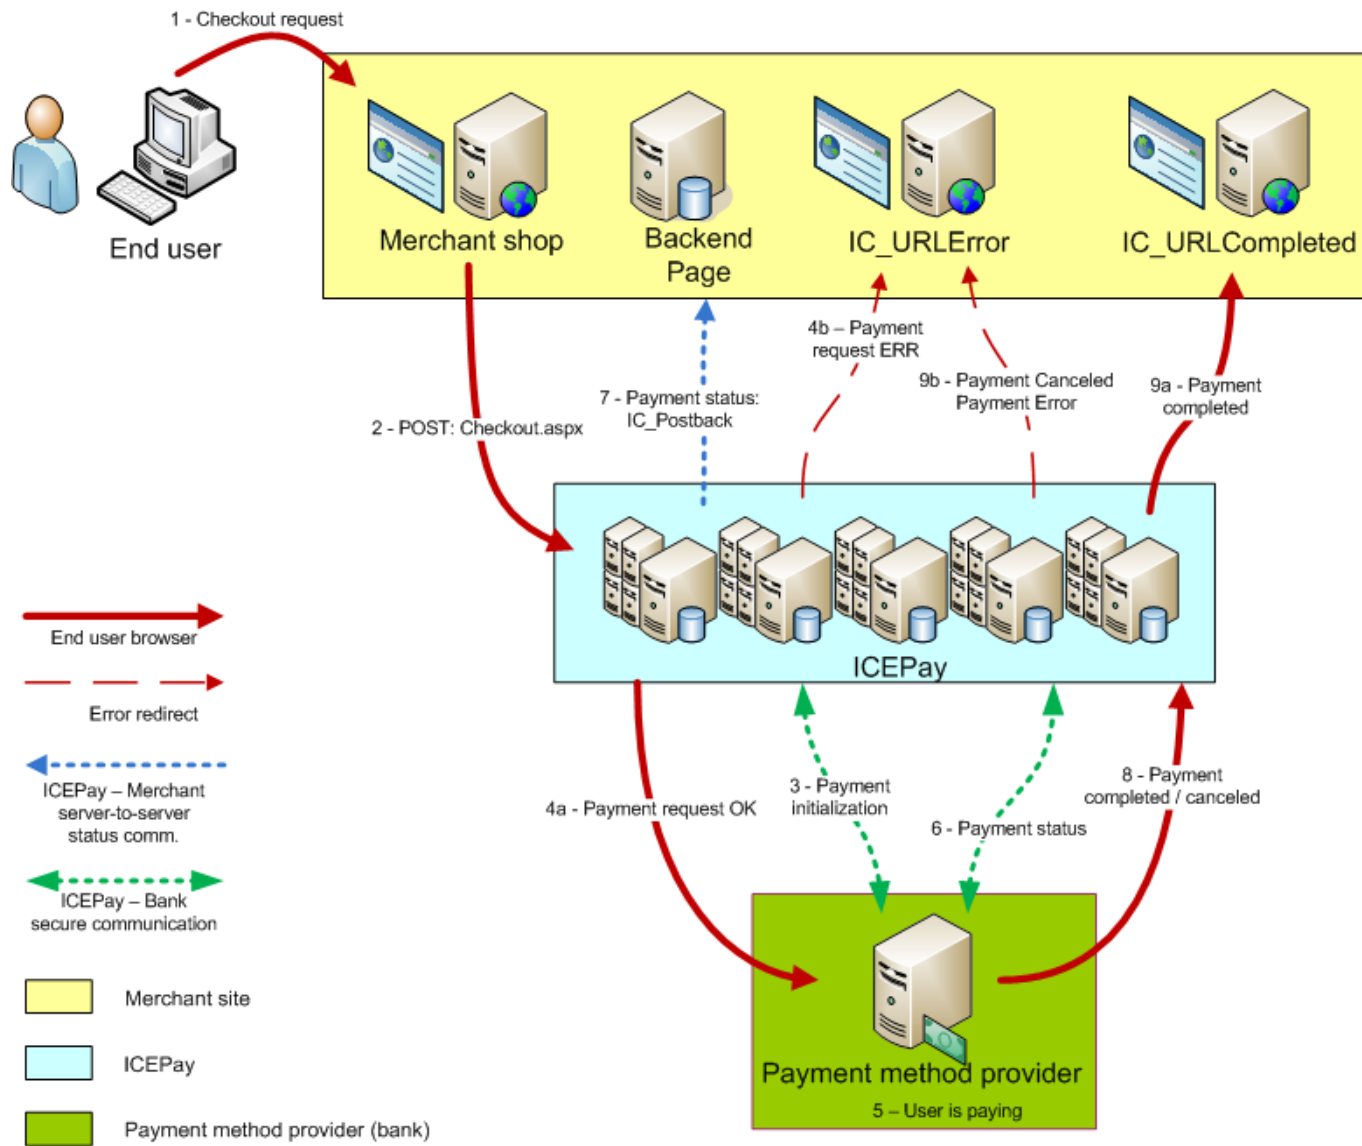 1 - Checkout request
End user
Merchant shop
Backend
Page
IC_URLError
IC_URLCompleted
4b – Payment
request ERR
9b - Payment Canceled
Payment Error
9a - Payment
completed
7 - Payment status:
IC_Postback
2 - POST: Checkout.aspx
ICEPay
End user browser
Error redirect
ICEPay – Merchant
server-to-server
status comm.
ICEPay – Bank
secure communication
4a - Payment request OK
3 - Payment
initialization
6 - Payment status
8 - Payment
completed / canceled
Payment method provider
5 – User is paying
Merchant site
ICEPay
Payment method provider (bank)